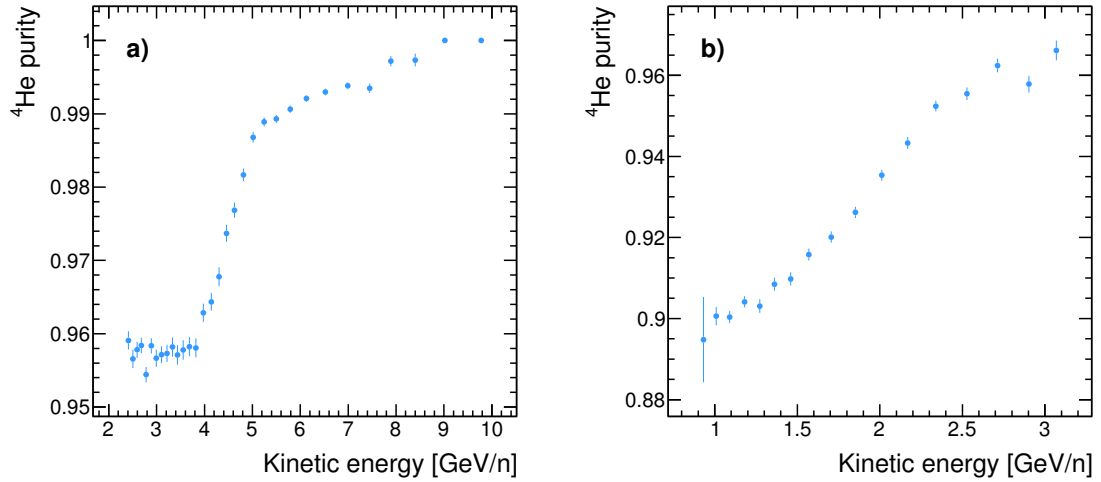 a)
⁴He purity
1
0.99
0.98
0.97
0.96
0.95
2 3 4 5 6 7 8 9 10
Kinetic energy [GeV/n]
b)
⁴He purity
0.96
0.94
0.92
0.9
0.88
1 1.5 2 2.5 3
Kinetic energy [GeV/n]